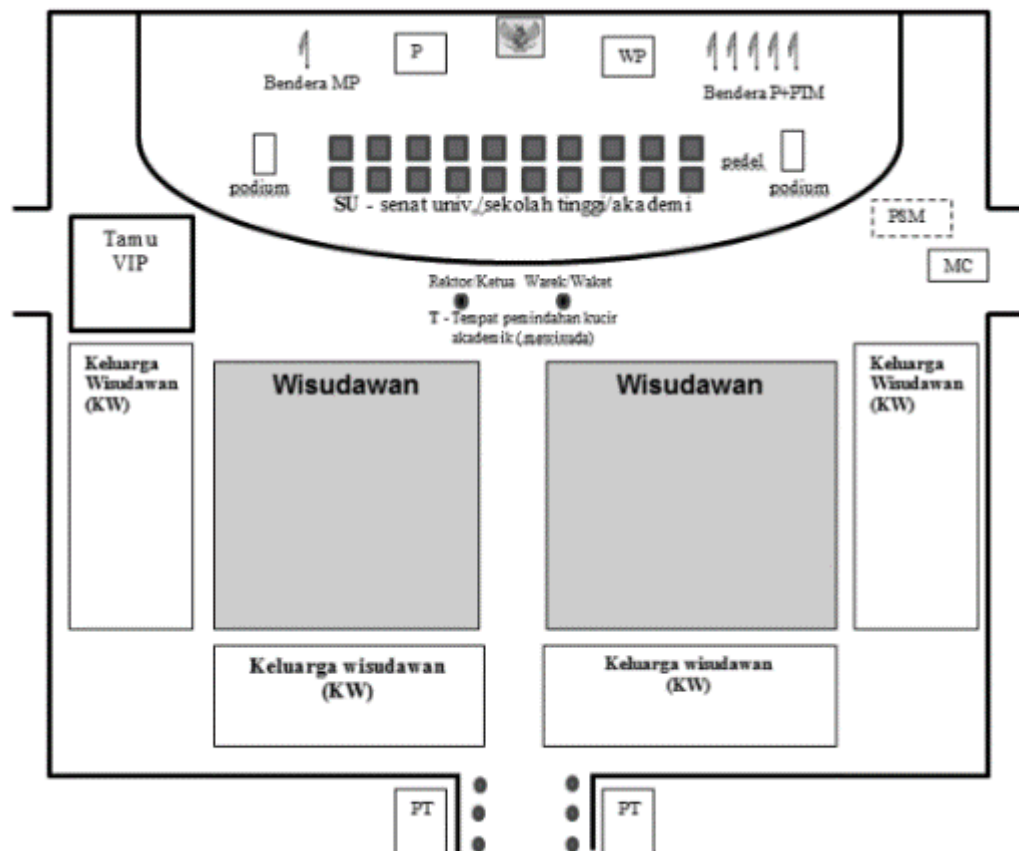 P
WP
Bendera MP
Bendera P+PTM
podium
pedel
podium
SU - senat univ./sekolah tinggi/akademi
PSM
Tamu
VIP
MC
Rektor/Ketua Warek/Waket
T - Tempat pemindahan kucir
akademik (.mewisuda)
Keluarga
Wisudawan
(KW)
Wisudawan
Wisudawan
Keluarga
Wisudawan
(KW)
Keluarga wisudawan
(KW)
Keluarga wisudawan
(KW)
PT
PT